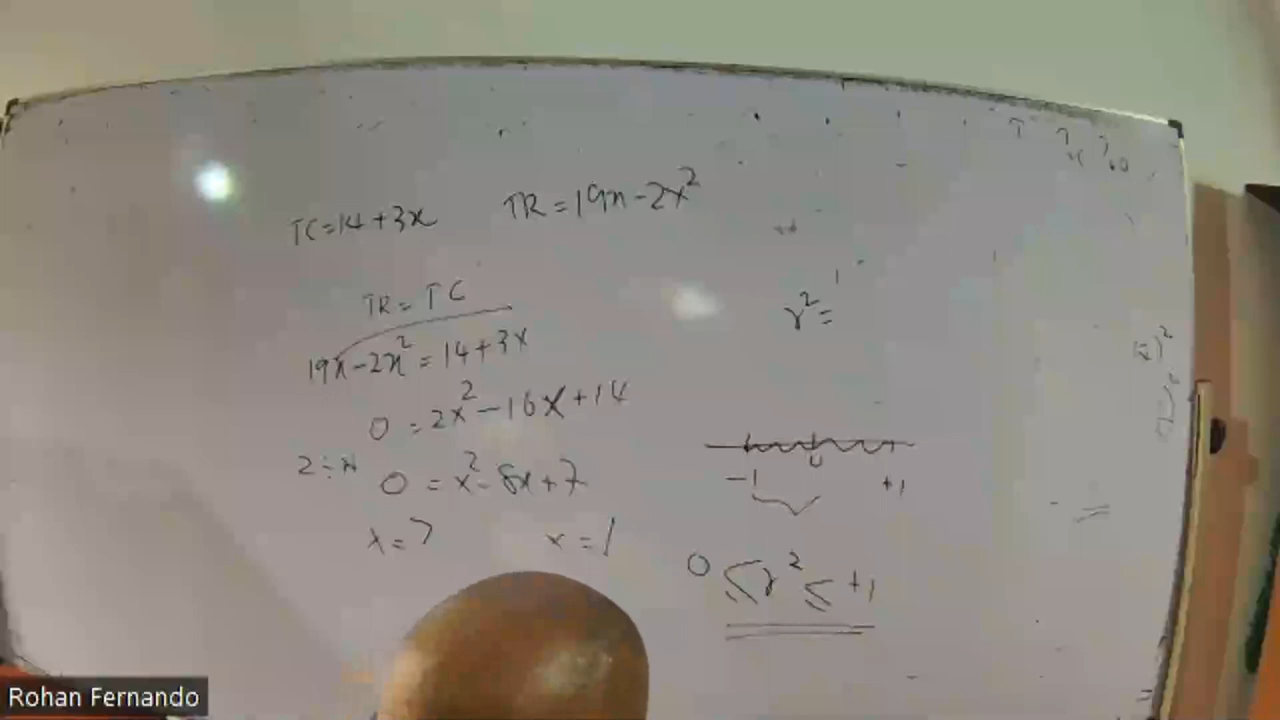 TC=14+3x TR=19x-2x²
TR=TC
19x-2x²=14+3x
0=2x²-16x+14
2÷
0=x²-8x+7
x=7 x=1
r²=
-1 0 +1
0≤r²≤+1
Rohan Fernando